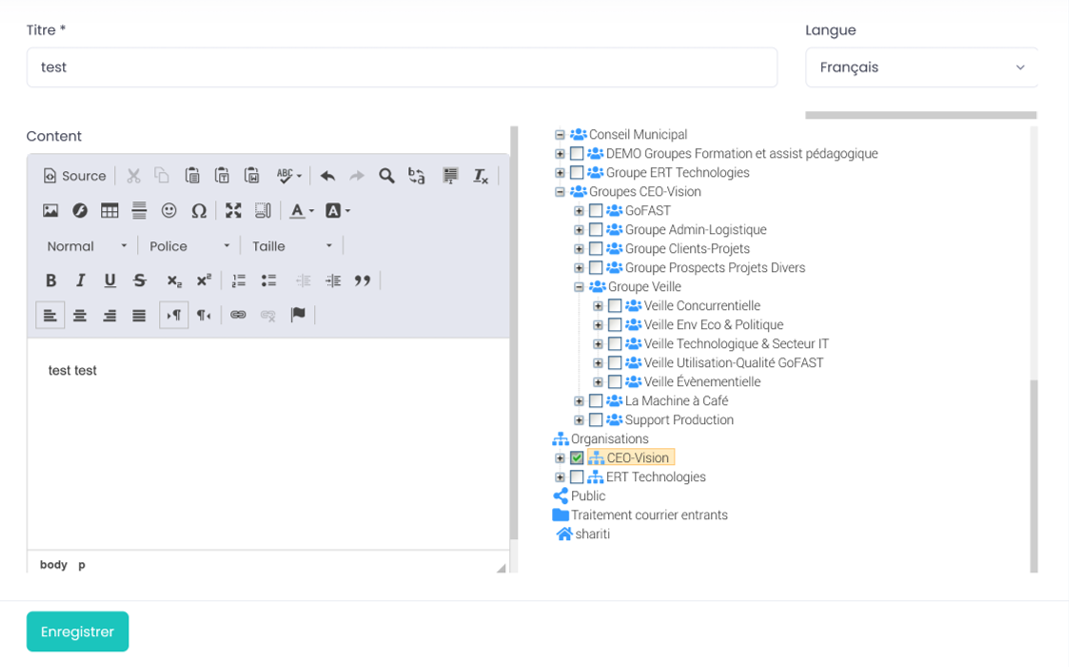 Titre *
Langue
test
Français
Content
Source
ABC
Normal
Police
Taille
B I U S x₂ x²
test test
body p
Conseil Municipal
DEMO Groupes Formation et assist pédagogique
Groupe ERT Technologies
Groupes CEO-Vision
GoFAST
Groupe Admin-Logistique
Groupe Clients-Projets
Groupe Prospects Projets Divers
Groupe Veille
Veille Concurrentielle
Veille Env Eco & Politique
Veille Technologique & Secteur IT
Veille Utilisation-Qualité GoFAST
Veille Évènementielle
La Machine à Café
Support Production
Organisations
CEO-Vision
ERT Technologies
Public
Traitement courrier entrants
shariti
Enregistrer